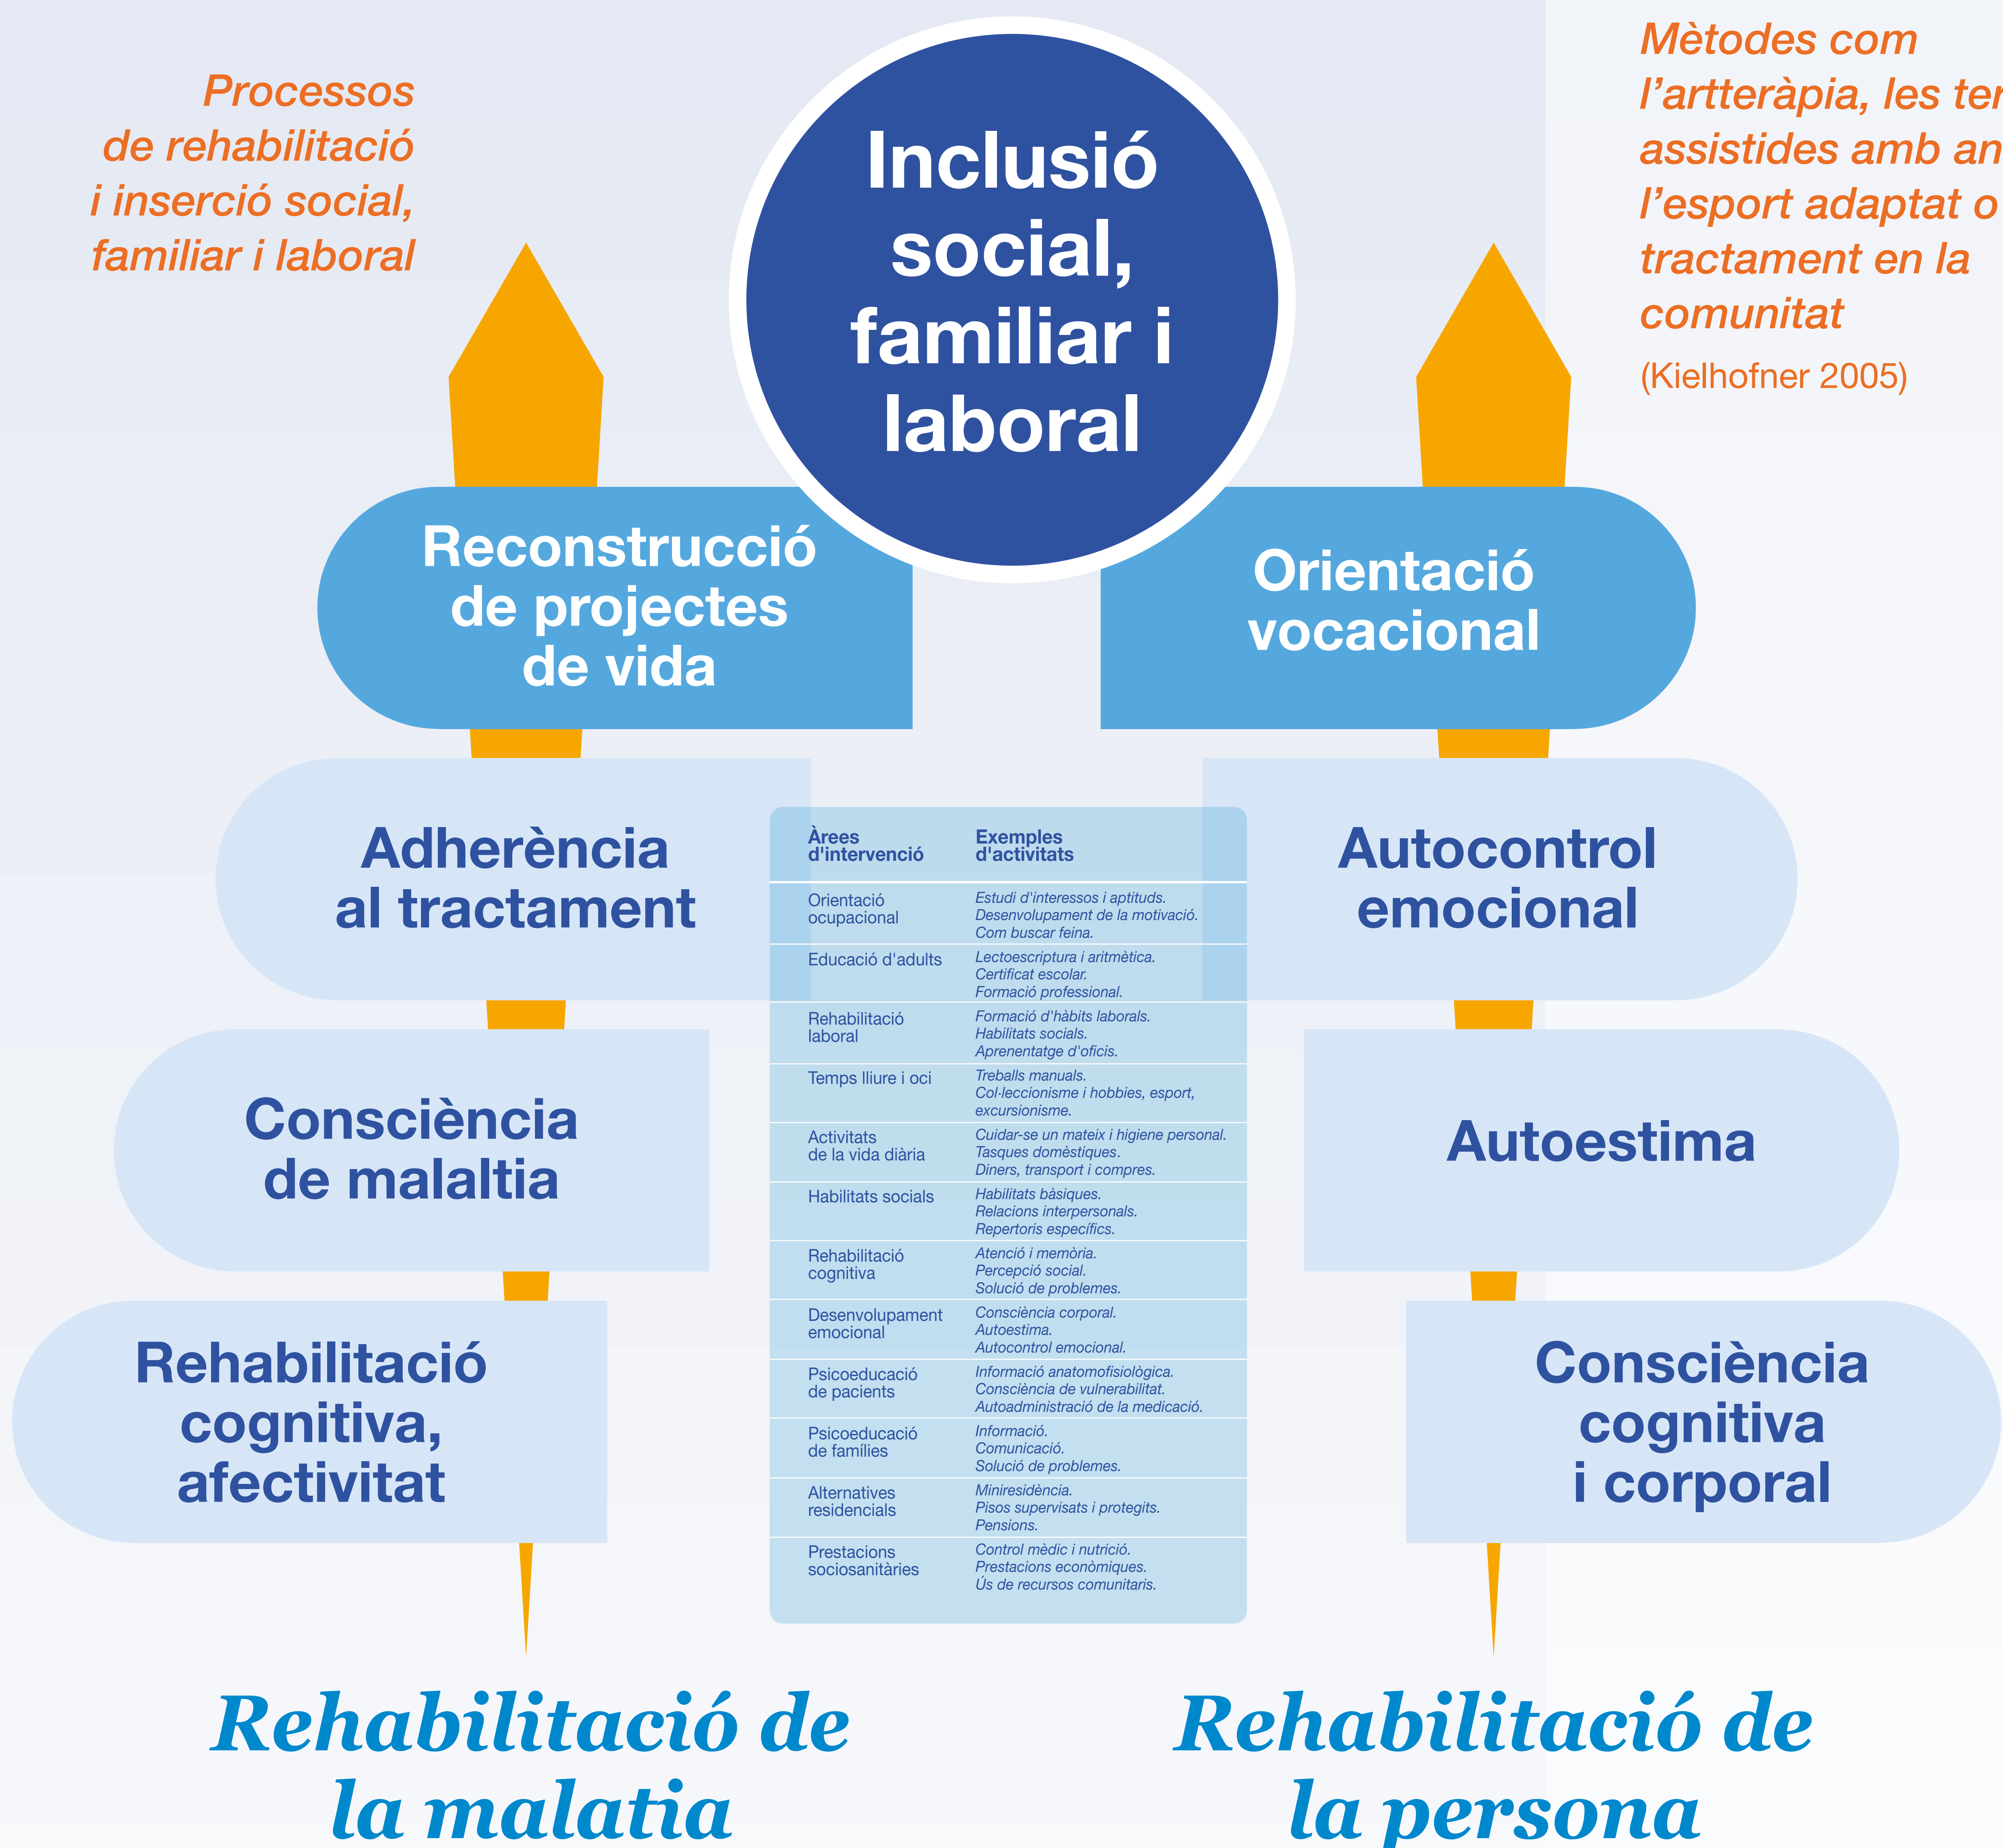 Processos
de rehabilitació
i inserció social,
familiar i laboral
Inclusió
social,
familiar i
laboral
Mètodes com
l’artteràpia, les
assistides amb
l’esport adaptat o
tractament en la
comunitat
(Kielhofner 2005)
Reconstrucció
de projectes
de vida
Orientació
vocacional
Adherència
al tractament
Autocontrol
emocional
Consciència
de malaltia
Autoestima
Rehabilitació
cognitiva,
afectivitat
Consciència
cognitiva
i corporal
Àrees
d'intervenció
Exemples
d'activitats
Orientació
ocupacional
Estudi d'interessos i aptituds.
Desenvolupament de la motivació.
Com buscar feina.
Educació d'adults
Lectoescriptura i aritmètica.
Certificat escolar.
Formació professional.
Rehabilitació
laboral
Formació d'hàbits laborals.
Habilitats socials.
Aprenentatge d'oficis.
Temps lliure i oci
Treballs manuals.
Col·leccionisme i hobbies, esport,
excursionisme.
Activitats
de la vida diària
Cuidar-se un mateix i higiene personal.
Tasques domèstiques.
Diners, transport i compres.
Habilitats socials
Habilitats bàsiques.
Relacions interpersonals.
Repertoris específics.
Rehabilitació
cognitiva
Atenció i memòria.
Percepció social.
Solució de problemes.
Desenvolupament
emocional
Consciència corporal.
Autoestima.
Autocontrol emocional.
Psicoeducació
de pacients
Informació anatomofisiològica.
Consciència de vulnerabilitat.
Autoadministració de la medicació.
Psicoeducació
de famílies
Informació.
Comunicació.
Solució de problemes.
Alternatives
residencials
Miniresidència.
Pisos supervisats i protegits.
Pensions.
Prestacions
sociosanitàries
Control mèdic i nutrició.
Prestacions econòmiques.
Ús de recursos comunitaris.
Rehabilitació de
la malatia
Rehabilitació de
la persona